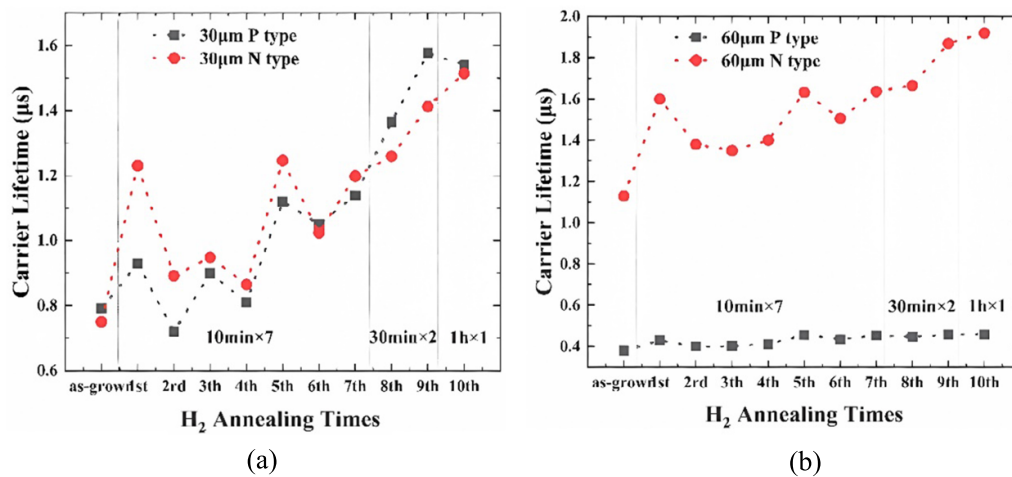 30μm P type
30μm N type
1.6
1.4
1.2
1.0
0.8
0.6
Carrier Lifetime (μs)
10min×7
30min×2
1h×1
as-grown
1st
2rd
3th
4th
5th
6th
7th
8th
9th
10th
H2 Annealing Times
(a)
60μm P type
60μm N type
2.0
1.8
1.6
1.4
1.2
1.0
0.8
0.6
0.4
Carrier Lifetime (μs)
10min×7
30min×2
1h×1
as-grown
1st
2rd
3th
4th
5th
6th
7th
8th
9th
10th
H2 Annealing Times
(b)